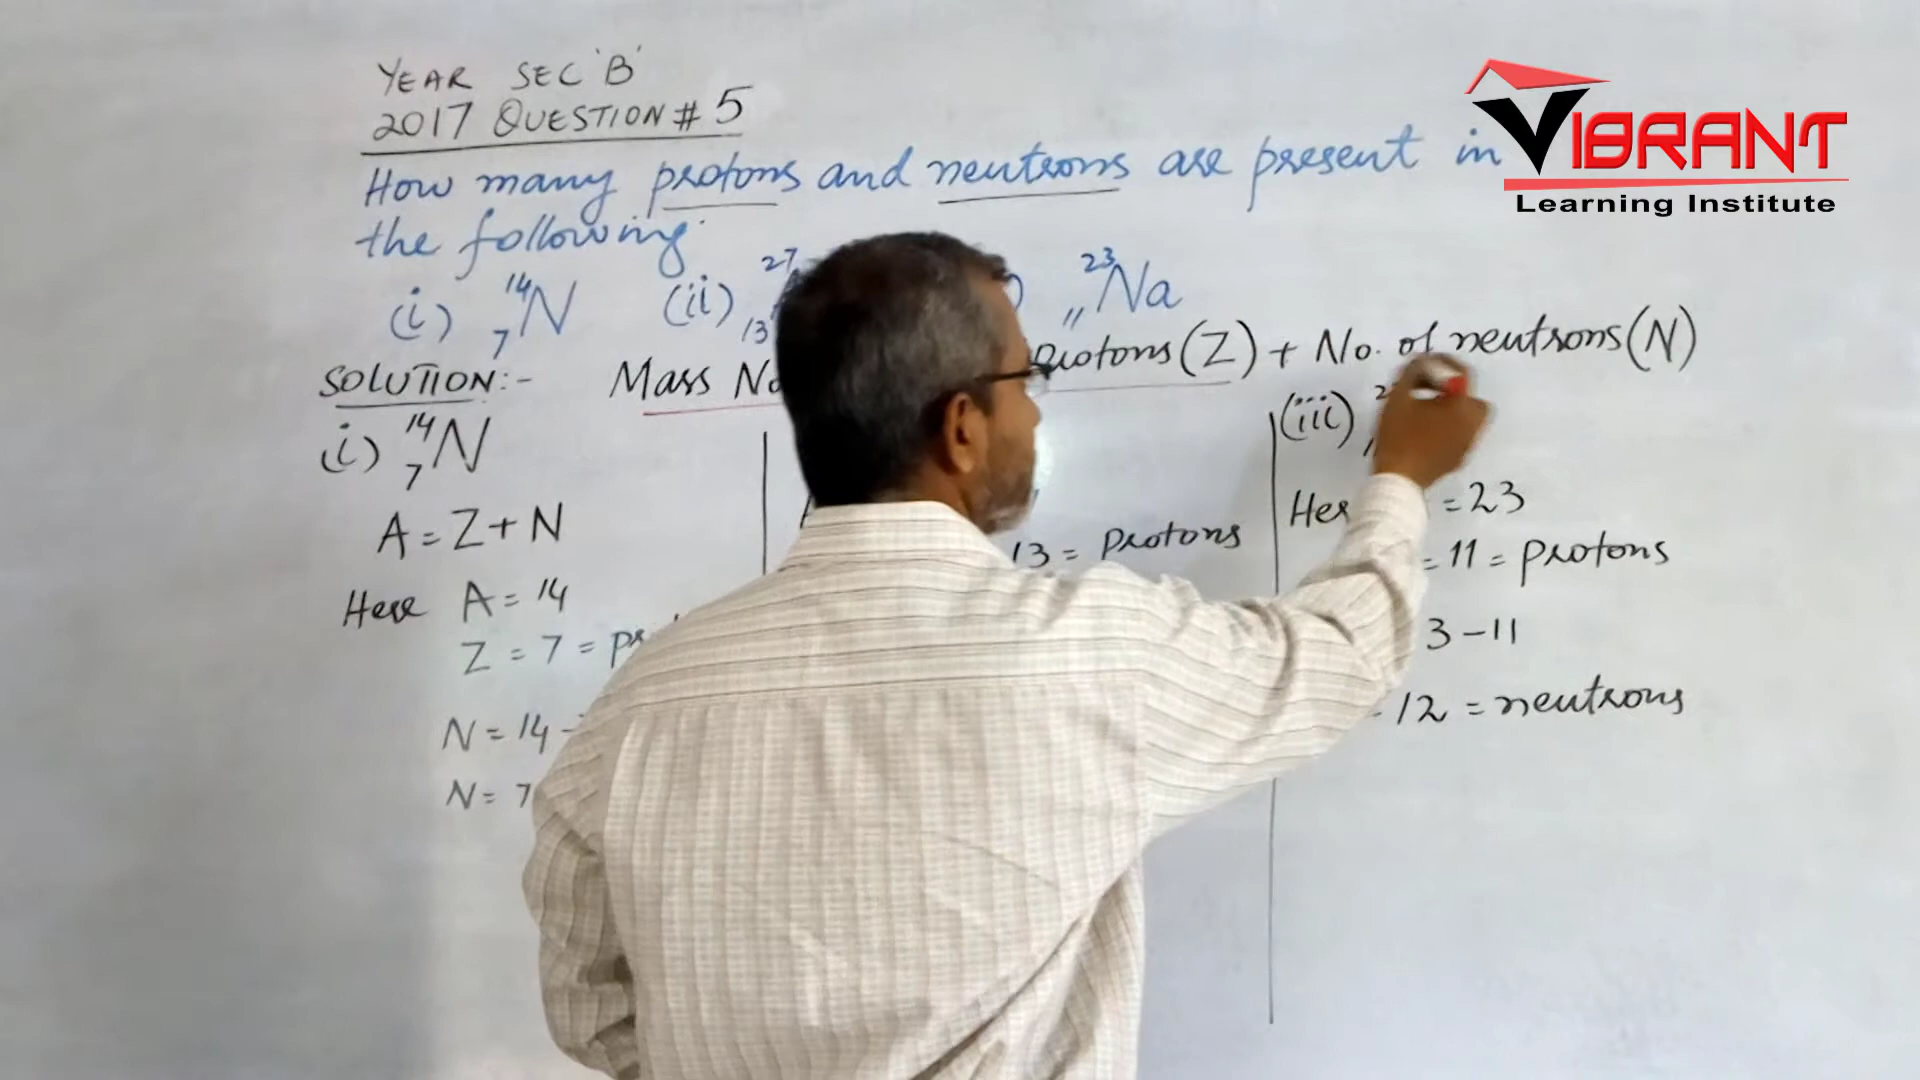 YEAR SEC 'B'
2017 QUESTION # 5
How many protons and neutrons are present in
the following
(i) ¹⁴₇N (ii) ²⁷₁₃ ) ²³₁₁Na
SOLUTION:- Mass No Protons (Z) + No. of neutrons (N)
(i) ¹⁴₇N
A = Z + N
Here A = 14
Z = 7 =
N = 14 -
N = 7
13 = Protons
(iii)
= 23
= 11 = protons
3 - 11
12 = neutrons
VIBRANT
Learning Institute